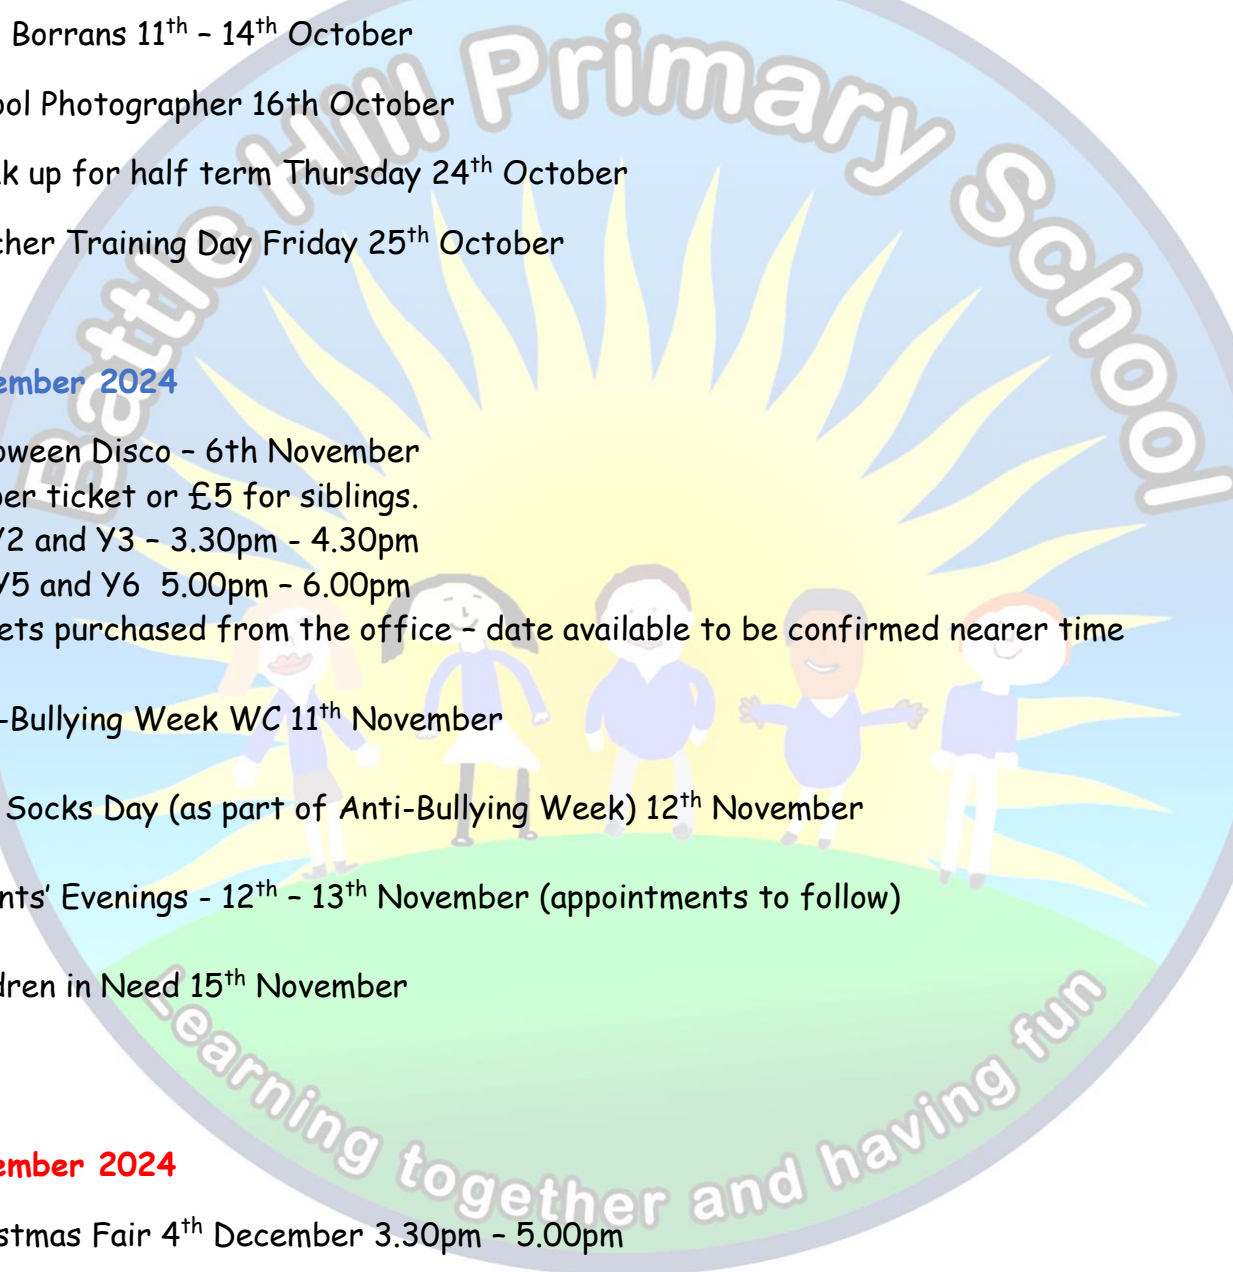 Borrans 11th – 14th October
ool Photographer 16th October
k up for half term Thursday 24th October
cher Training Day Friday 25th October
ember 2024
oween Disco – 6th November
per ticket or £5 for siblings.
Y2 and Y3 – 3.30pm - 4.30pm
Y5 and Y6 5.00pm – 6.00pm
ets purchased from the office – date available to be confirmed nearer time
-Bullying Week WC 11th November
Socks Day (as part of Anti-Bullying Week) 12th November
nts' Evenings - 12th – 13th November (appointments to follow)
dren in Need 15th November
ember 2024
stmas Fair 4th December 3.30pm – 5.00pm
Battle Hill Primary School
Learning together and having fun